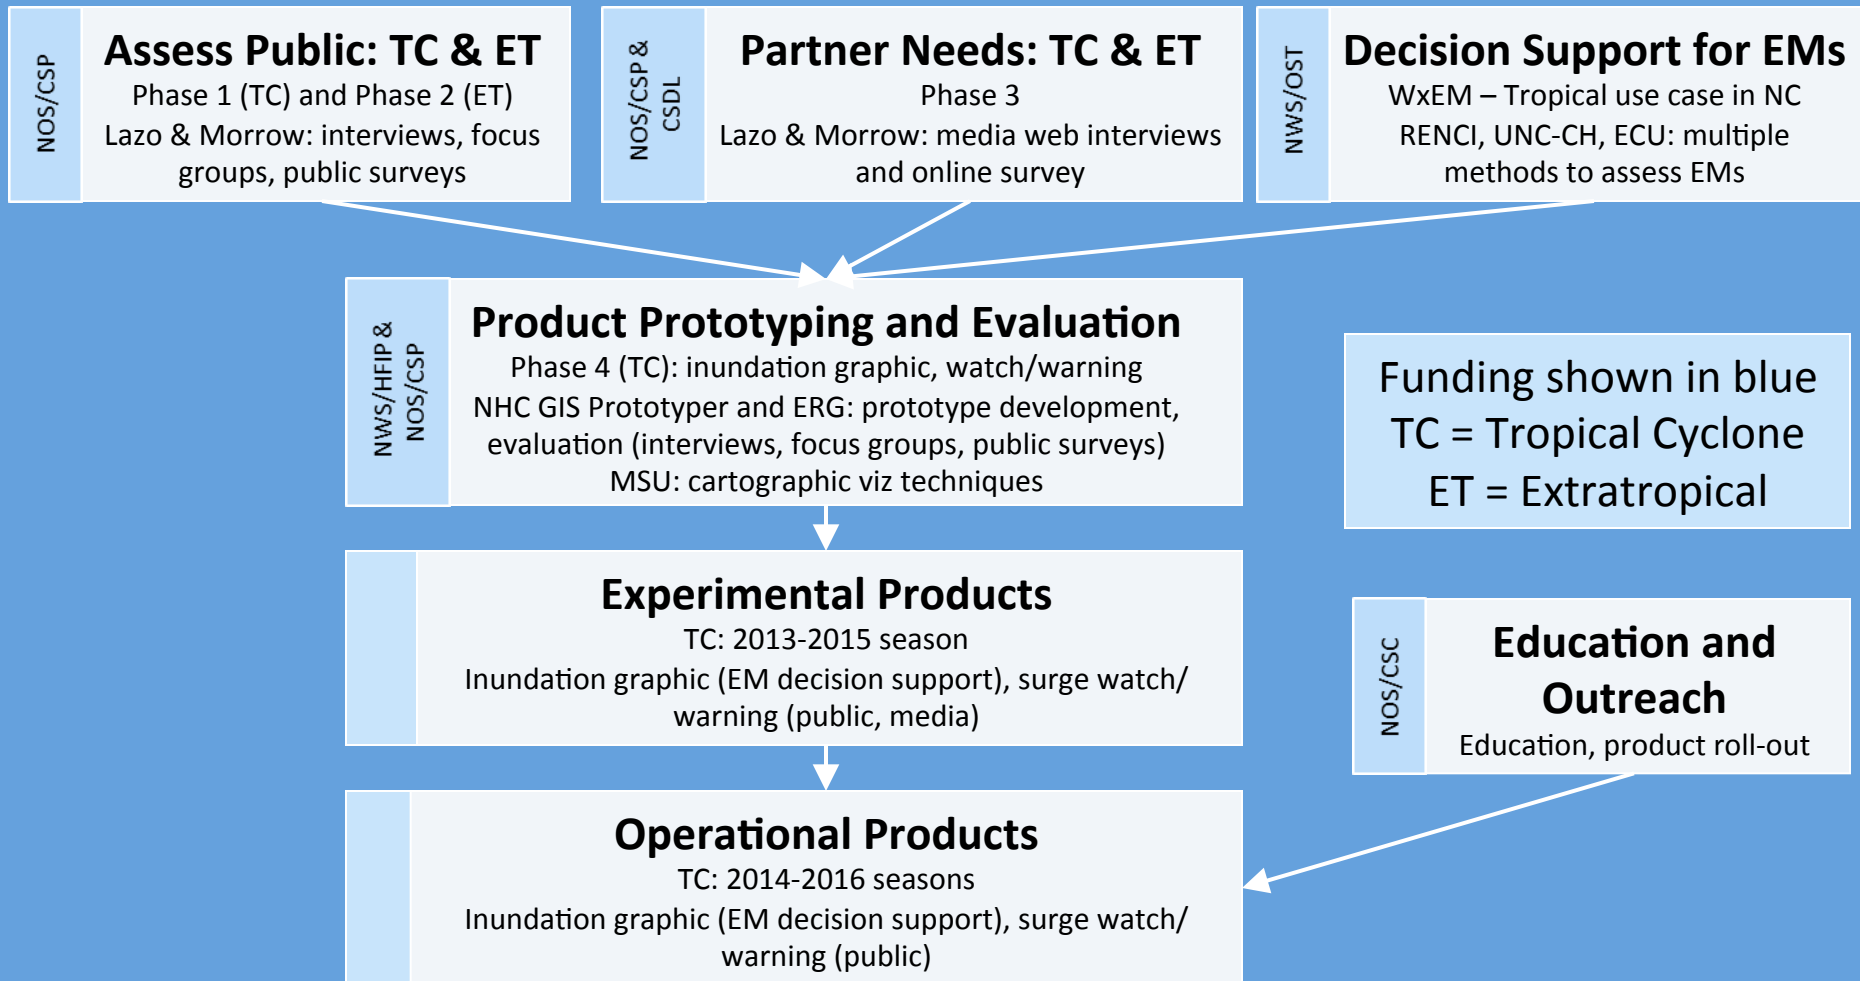 NOS/CSP
Assess Public: TC & ET
Phase 1 (TC) and Phase 2 (ET)
Lazo & Morrow: interviews, focus
groups, public surveys
NOS/CSP &
CSDL
Partner Needs: TC & ET
Phase 3
Lazo & Morrow: media web interviews
and online survey
NWS/OST
Decision Support for EMs
WxEM – Tropical use case in NC
RENCI, UNC-CH, ECU: multiple
methods to assess EMs
NWS/HFIP &
NOS/CSP
Product Prototyping and Evaluation
Phase 4 (TC): inundation graphic, watch/warning
NHC GIS Prototyper and ERG: prototype development,
evaluation (interviews, focus groups, public surveys)
MSU: cartographic viz techniques
Funding shown in blue
TC = Tropical Cyclone
ET = Extratropical
Experimental Products
TC: 2013-2015 season
Inundation graphic (EM decision support), surge watch/
warning (public, media)
NOS/CSC
Education and
Outreach
Education, product roll-out
Operational Products
TC: 2014-2016 seasons
Inundation graphic (EM decision support), surge watch/
warning (public)